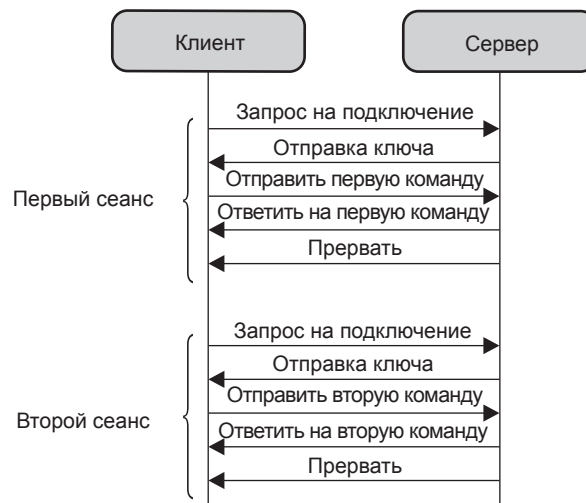 Клиент
Сервер
Запрос на подключение
Отправка ключа
Отправить первую команду
Ответить на первую команду
Прервать
Первый сеанс
Запрос на подключение
Отправка ключа
Отправить вторую команду
Ответить на вторую команду
Прервать
Второй сеанс